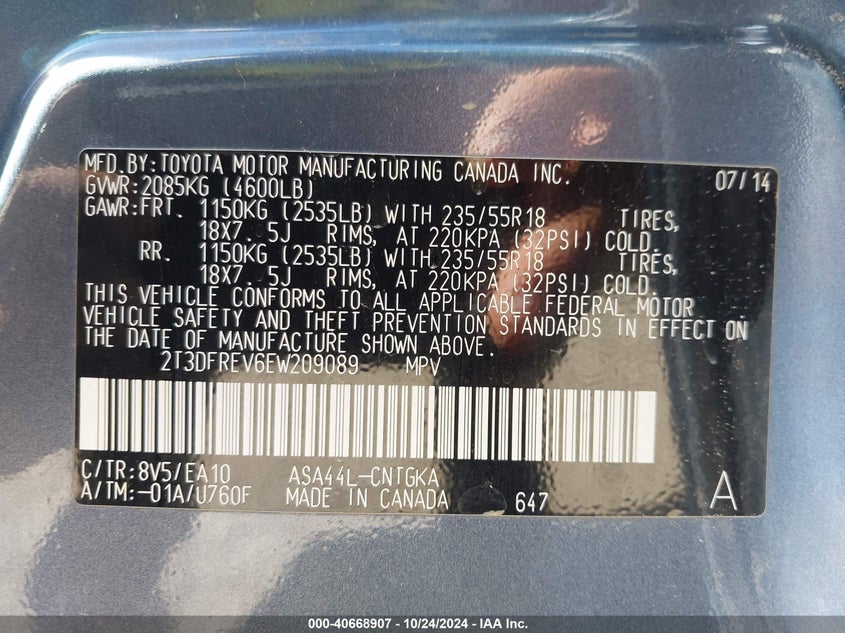 MFD.BY:TOYOTA MOTOR MANUFACTURING CANADA INC. 07/14
GVWR:2085KG (4600LB)
GAWR:FRT. 1150KG (2535LB) WITH 235/55R18 TIRES,
18X7.5J RIMS, AT 220KPA (32PSI) COLD.
RR. 1150KG (2535LB) WITH 235/55R18 TIRES,
18X7.5J RIMS, AT 220KPA (32PSI) COLD.
THIS VEHICLE CONFORMS TO ALL APPLICABLE FEDERAL MOTOR
VEHICLE SAFETY AND THEFT PREVENTION STANDARDS IN EFFECT ON
THE DATE OF MANUFACTURE SHOWN ABOVE.
2T3DFREV6EW209089 MPV
C/TR:8V5/EA10 ASA44L-CNTGKA
A/TM:-01A/U760F MADE IN CANADA 647 A
000-40668907 - 10/24/2024 - IAA Inc.